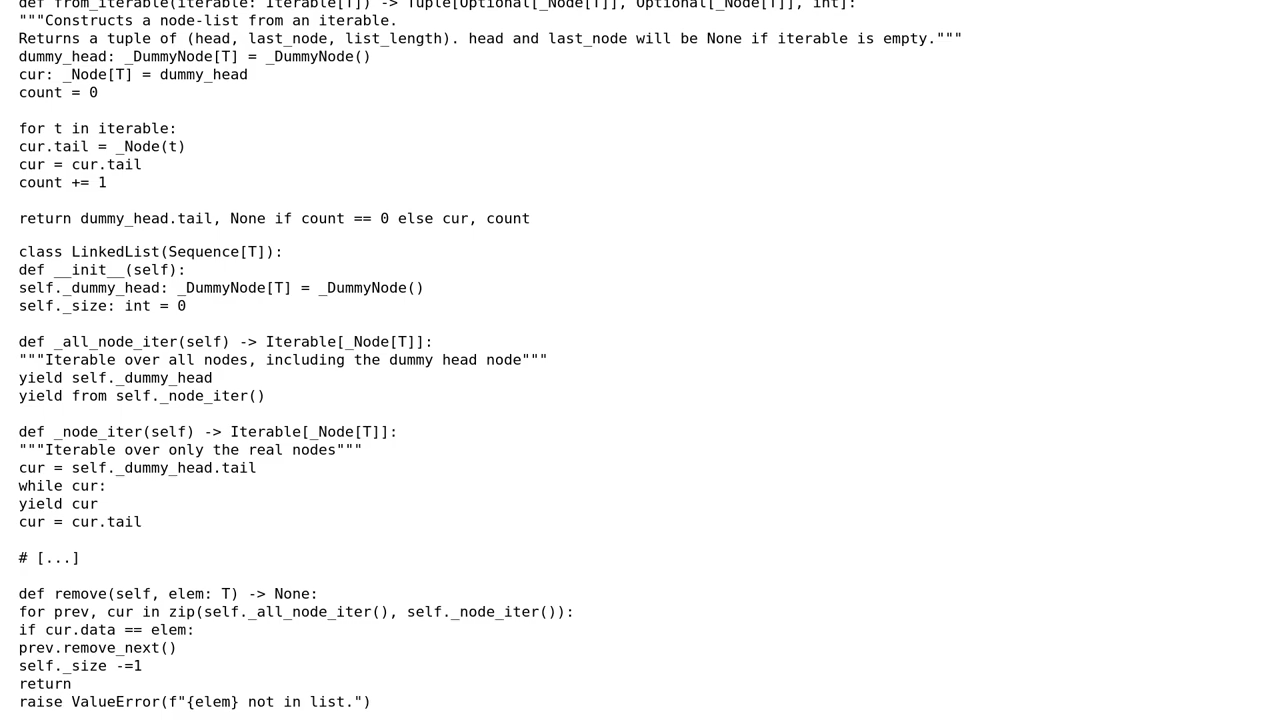 def from_iterable(iterable: Iterable[T]) -> Tuple[Optional[_Node[T]], Optional[_Node[T]], int]:
"""Constructs a node-list from an iterable.
Returns a tuple of (head, last_node, list_length). head and last_node will be None if iterable is empty."""
dummy_head: _DummyNode[T] = _DummyNode()
cur: _Node[T] = dummy_head
count = 0

for t in iterable:
cur.tail = _Node(t)
cur = cur.tail
count += 1

return dummy_head.tail, None if count == 0 else cur, count

class LinkedList(Sequence[T]):
def __init__(self):
self._dummy_head: _DummyNode[T] = _DummyNode()
self._size: int = 0

def _all_node_iter(self) -> Iterable[_Node[T]]:
"""Iterable over all nodes, including the dummy head node"""
yield self._dummy_head
yield from self._node_iter()

def _node_iter(self) -> Iterable[_Node[T]]:
"""Iterable over only the real nodes"""
cur = self._dummy_head.tail
while cur:
yield cur
cur = cur.tail

# [...]

def remove(self, elem: T) -> None:
for prev, cur in zip(self._all_node_iter(), self._node_iter()):
if cur.data == elem:
prev.remove_next()
self._size -=1
return
raise ValueError(f"{elem} not in list.")